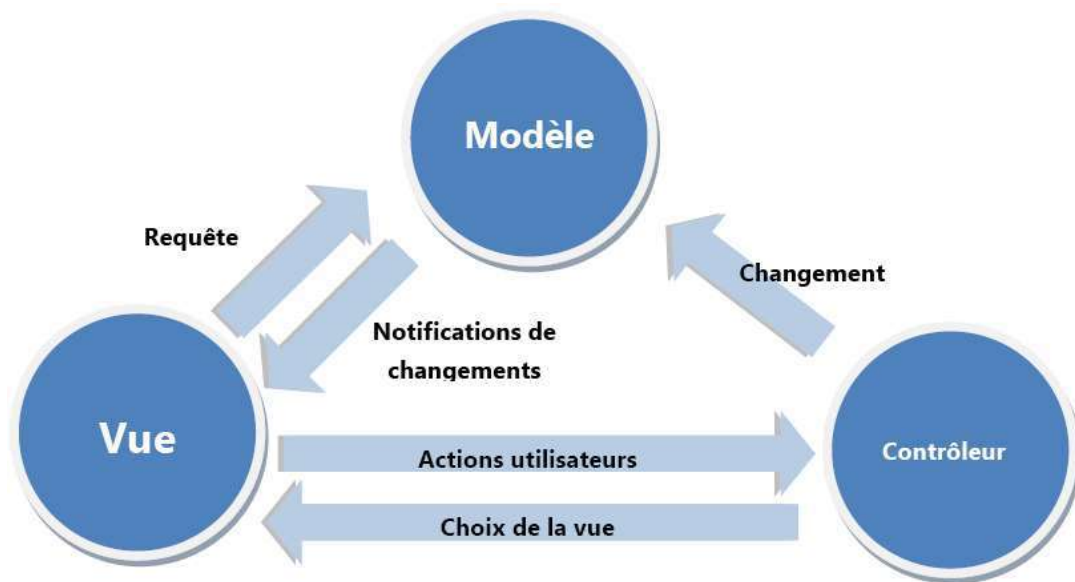 Modèle
Requête
Changement
Notifications de
changements
Vue
Actions utilisateurs
Contrôleur
Choix de la vue